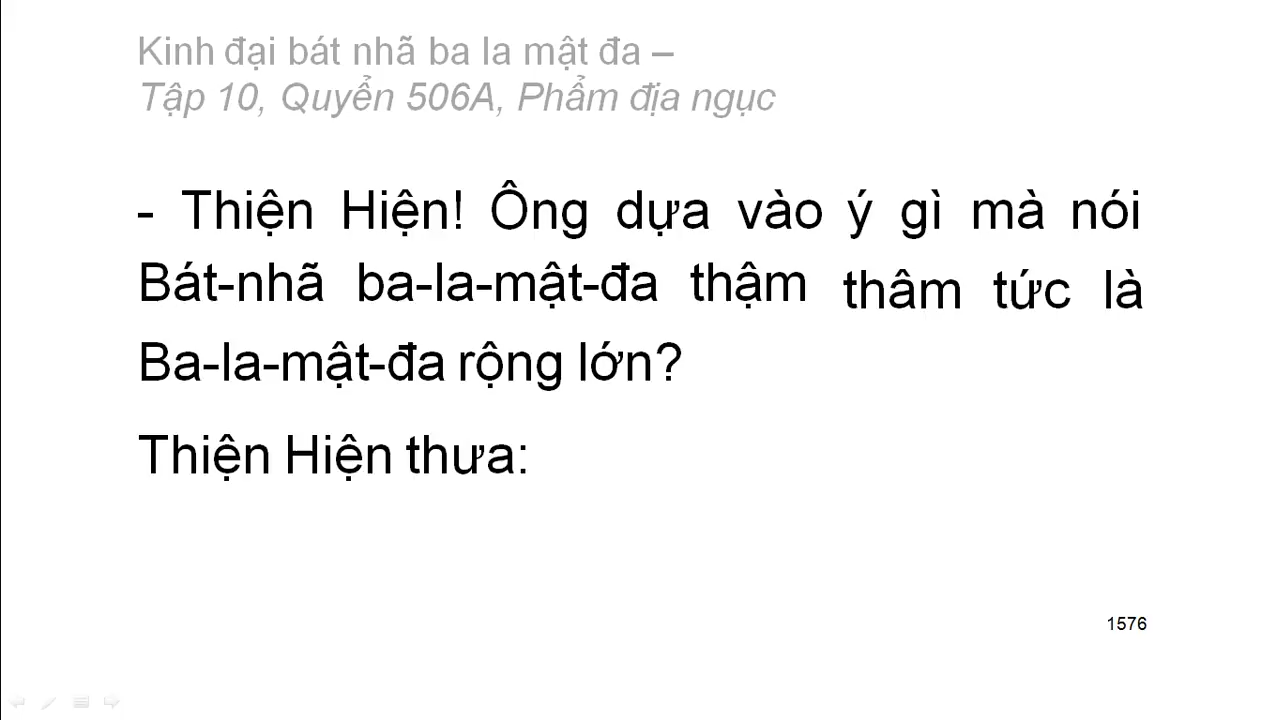 Kinh đại bát nhã ba la mật đa –
Tập 10, Quyển 506A, Phẩm địa ngục
- Thiện Hiện! Ông dựa vào ý gì mà nói
Bát-nhã ba-la-mật-đa thậm thâm tức là
Ba-la-mật-đa rộng lớn?
Thiện Hiện thưa:
1576